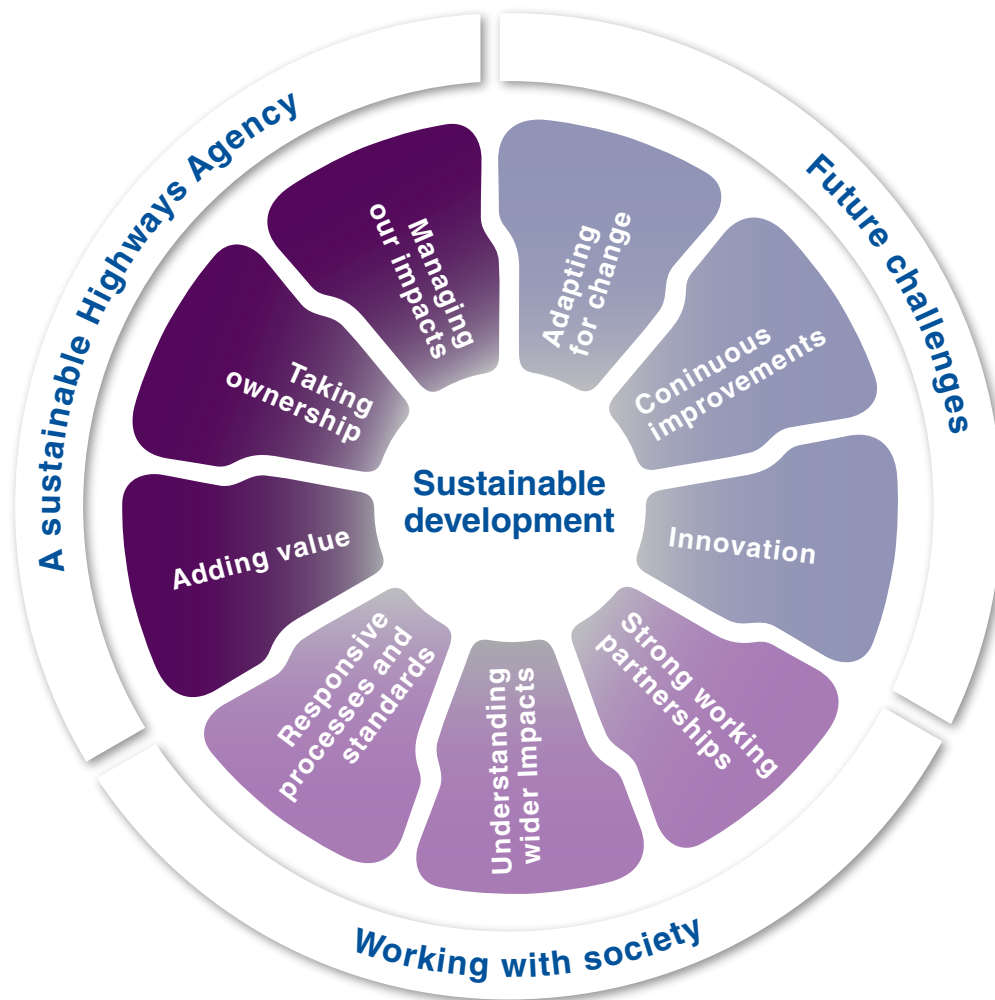 A sustainable Highways Agency
Future challenges
Working with society
Sustainable
development
Managing
our impacts
Adapting
for change
Coninuous
improvements
Innovation
Strong working
partnerships
Understanding
wider Impacts
Responsive
processes and
standards
Adding value
Taking
ownership